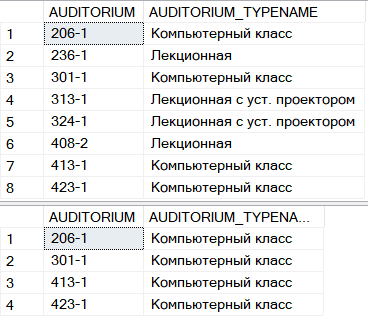 AUDITORIUM AUDITORIUM_TYPENAME
1 206-1 Компьютерный класс
2 236-1 Лекционная
3 301-1 Компьютерный класс
4 313-1 Лекционная с уст. проектором
5 324-1 Лекционная с уст. проектором
6 408-2 Лекционная
7 413-1 Компьютерный класс
8 423-1 Компьютерный класс
AUDITORIUM AUDITORIUM_TYPENA...
1 206-1 Компьютерный класс
2 301-1 Компьютерный класс
3 413-1 Компьютерный класс
4 423-1 Компьютерный класс